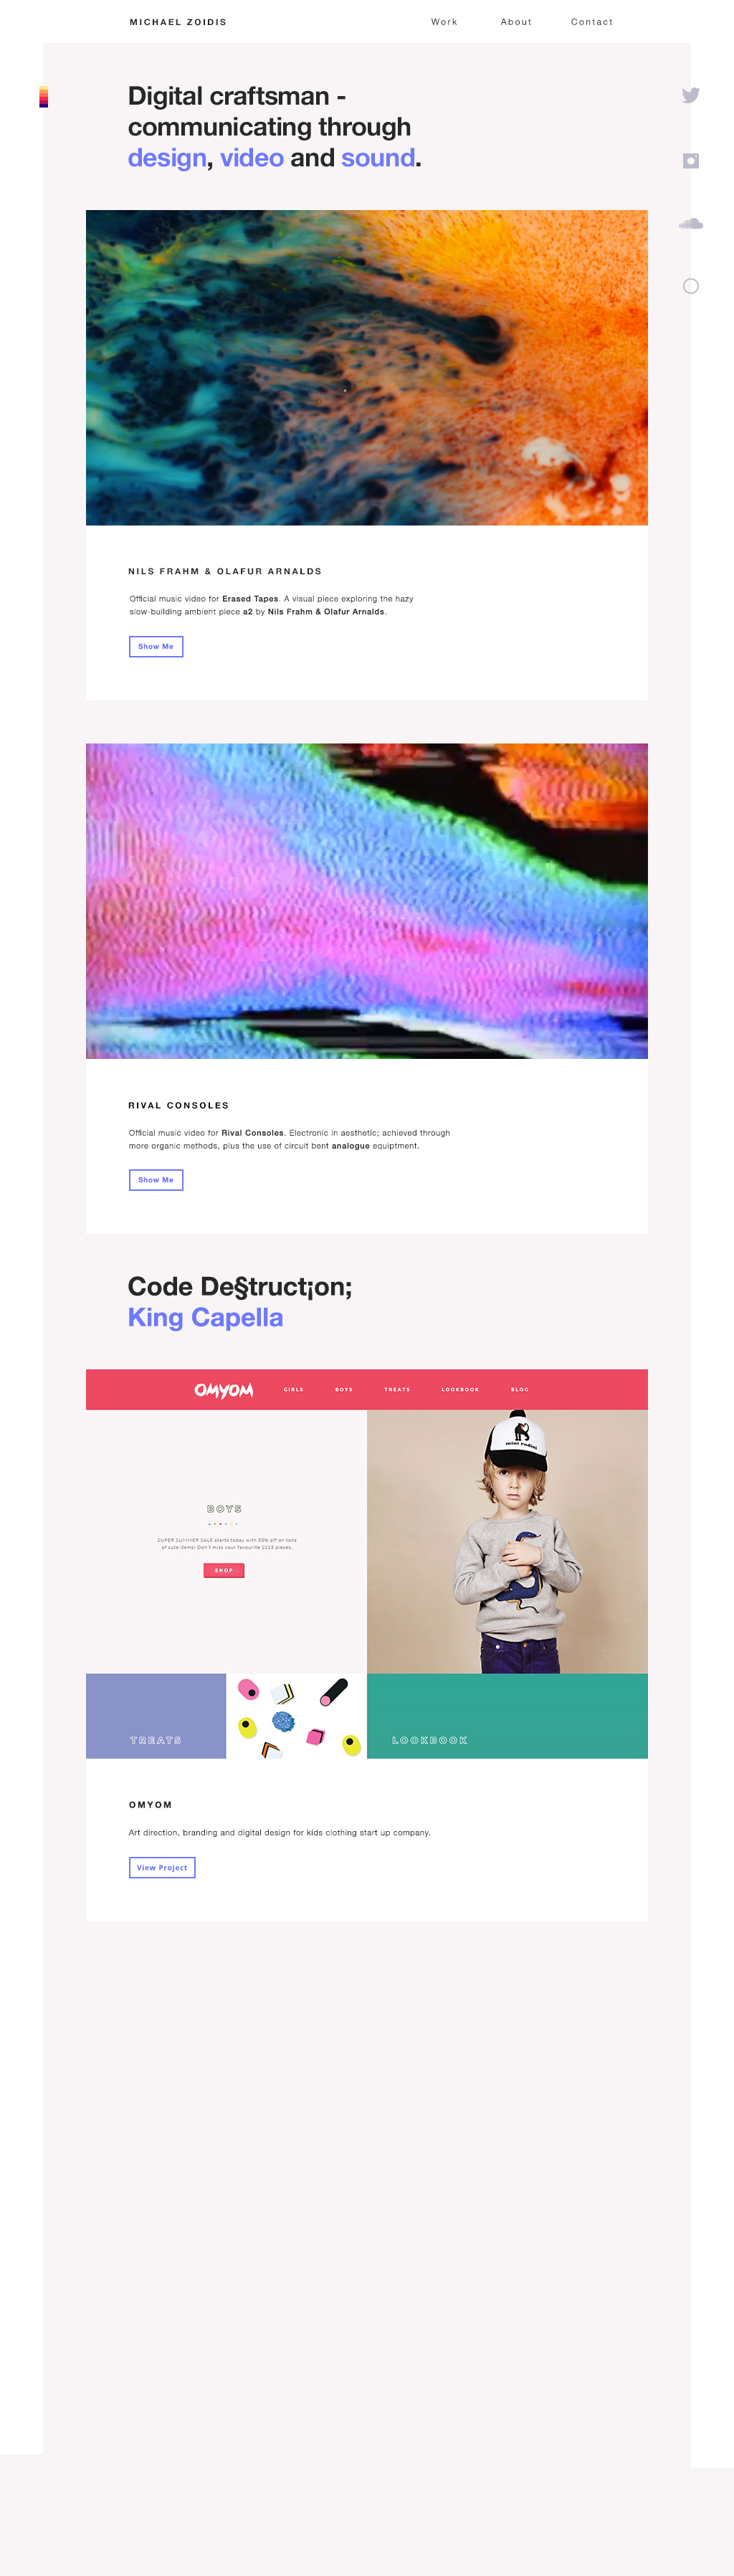 MICHAEL ZOIDIS
Work About Contact
Digital craftsman -
communicating through
design, video and sound.
NILS FRAHM & OLAFUR ARNALDS
Official music video for Erased Tapes. A visual piece exploring the hazy
slow-building ambient piece a2 by Nils Frahm & Olafur Arnalds.
Show Me
RIVAL CONSOLES
Official music video for Rival Consoles. Electronic in aesthetic; achieved through
more organic methods, plus the use of circuit bent analogue equiptment.
Show Me
Code De§truct¡on;
King Capella
OMYOM GIRLS BOYS TREATS LOOKBOOK BLOG
mini rodini
BOYS
SUPER SUMMER SALE starts today with 50% off on tons
of cute items! Don't miss your favourite SS13 pieces.
SHOP
TREATS
LOOKBOOK
OMYOM
Art direction, branding and digital design for kids clothing start up company.
View Project